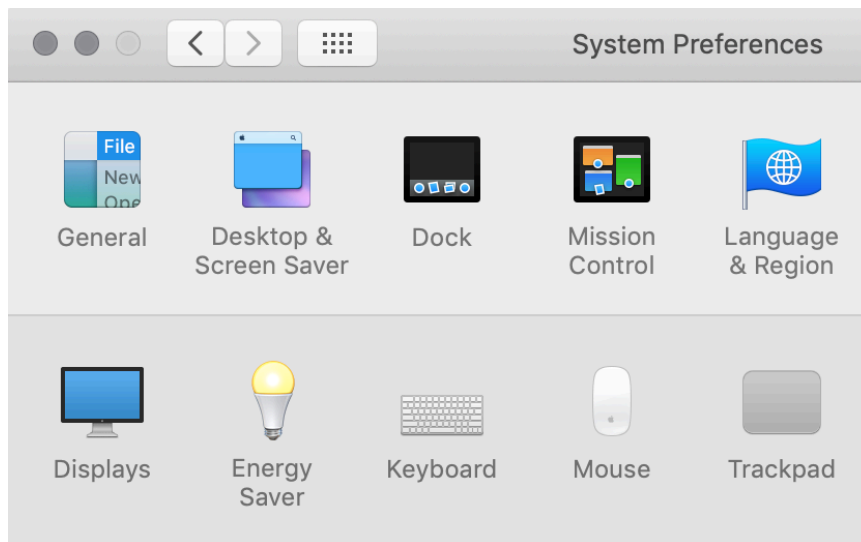 System Preferences
File
New
Ope
General
Desktop &
Screen Saver
Dock
Mission
Control
Language
& Region
Displays
Energy
Saver
Keyboard
Mouse
Trackpad